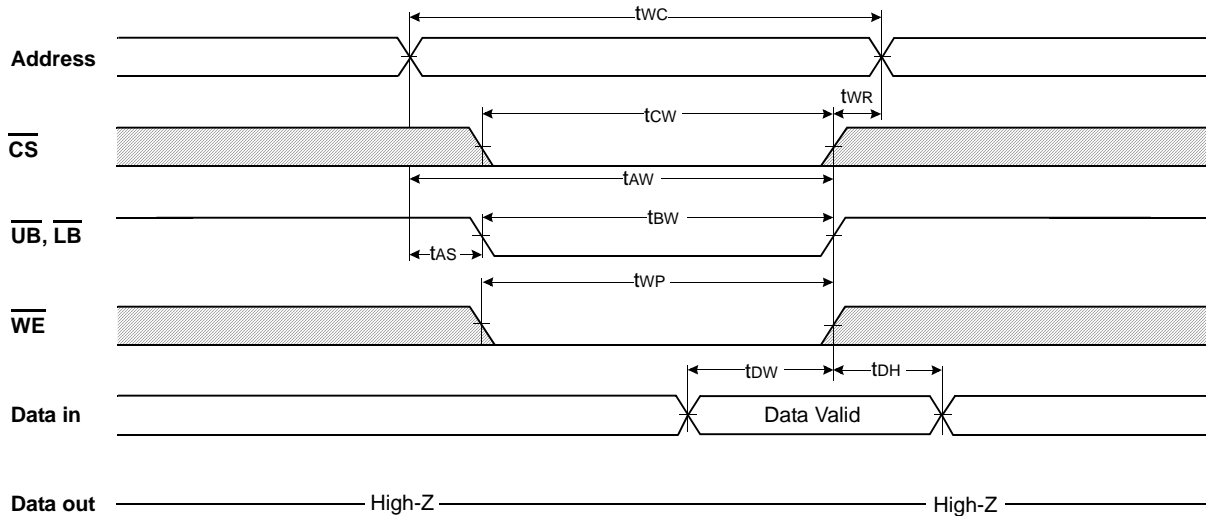 tWC
Address
tWR
tCW
CS
tAW
UB, LB
tBW
tAS
tWP
WE
tDW
tDH
Data in
Data Valid
Data out
High-Z
High-Z